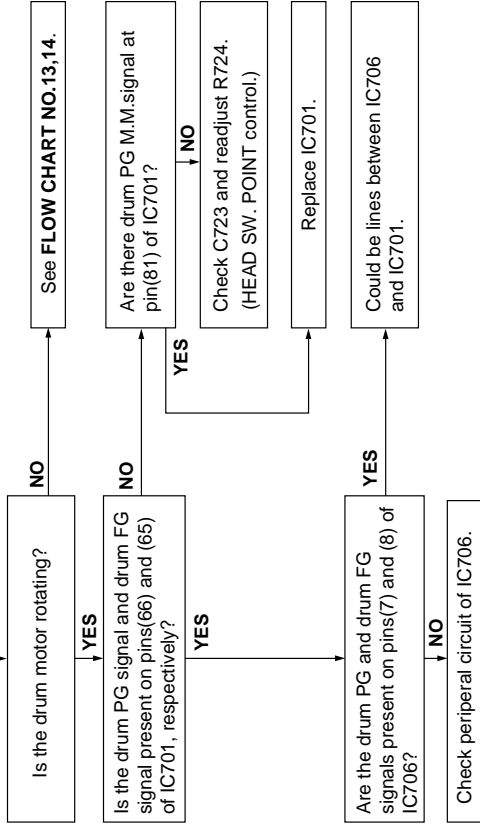 Is the drum motor rotating?
NO
See FLOW CHART NO.13,14.
YES
Is the drum PG signal and drum FG
signal present on pins(66) and (65)
of IC701, respectively?
NO
Are there drum PG M.M.signal at
pin(81) of IC701?
NO
Check C723 and readjust R724.
(HEAD SW. POINT control.)
YES
Replace IC701.
YES
Are the drum PG and drum FG
signals present on pins(7) and (8) of
IC706?
YES
Could be lines between IC706
and IC701.
NO
Check periperal circuit of IC706.